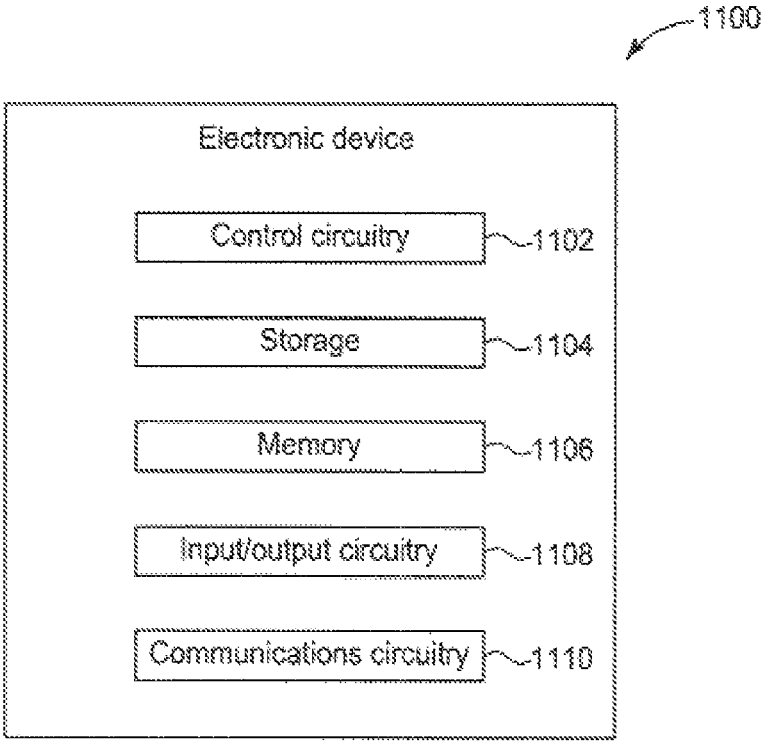 1100
Electronic device
Control circuitry 1102
Storage 1104
Memory 1106
Input/output circuitry 1108
Communications circuitry 1110